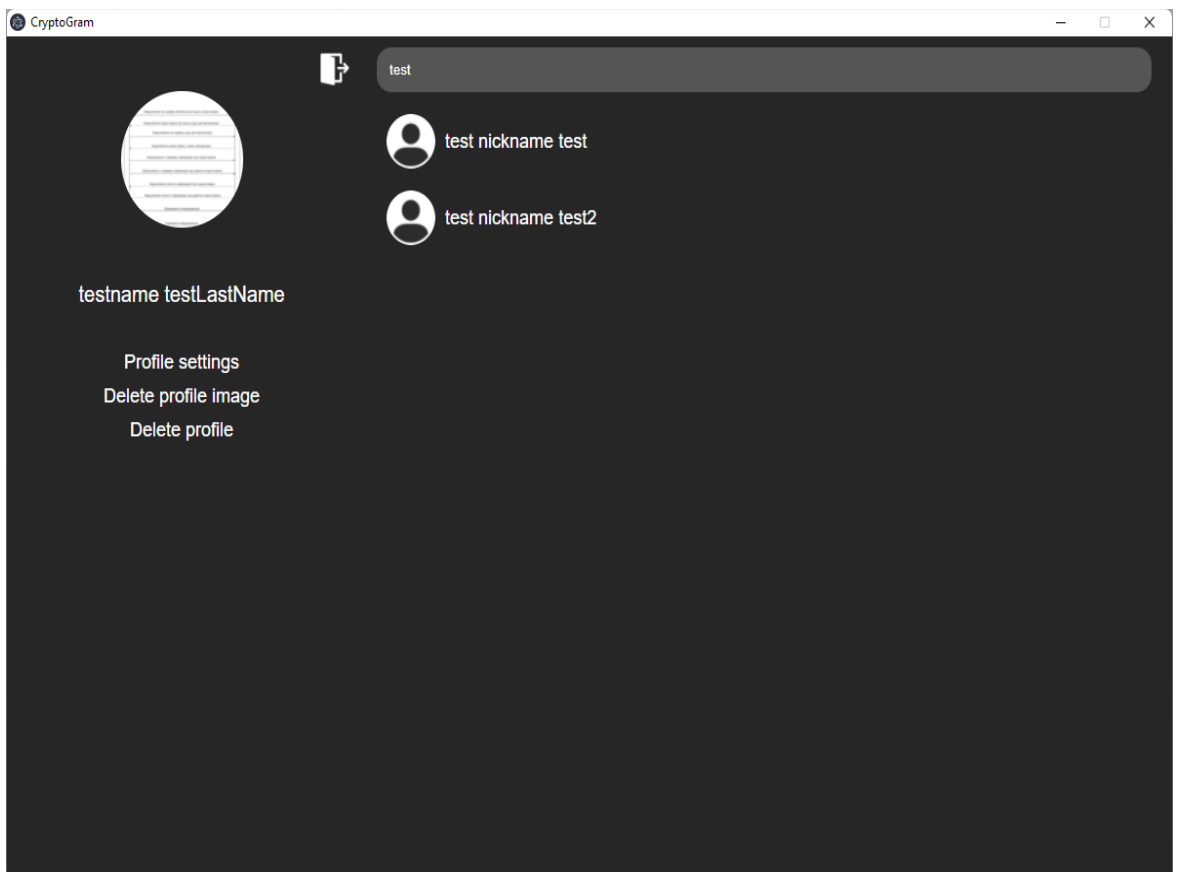 CryptoGram
test
test nickname test
test nickname test2
testname testLastName
Profile settings
Delete profile image
Delete profile